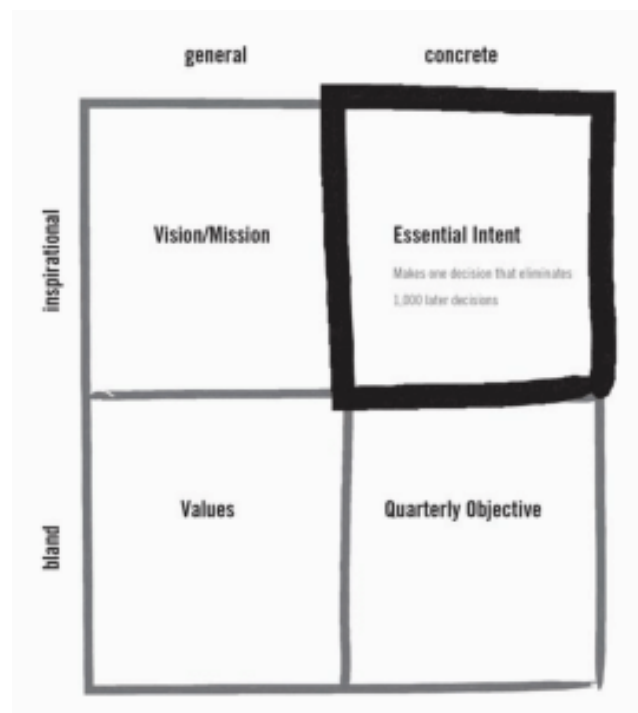 general
concrete
inspirational
Vision/Mission
Essential Intent
Makes one decision that eliminates
1,000 later decisions
bland
Values
Quarterly Objective